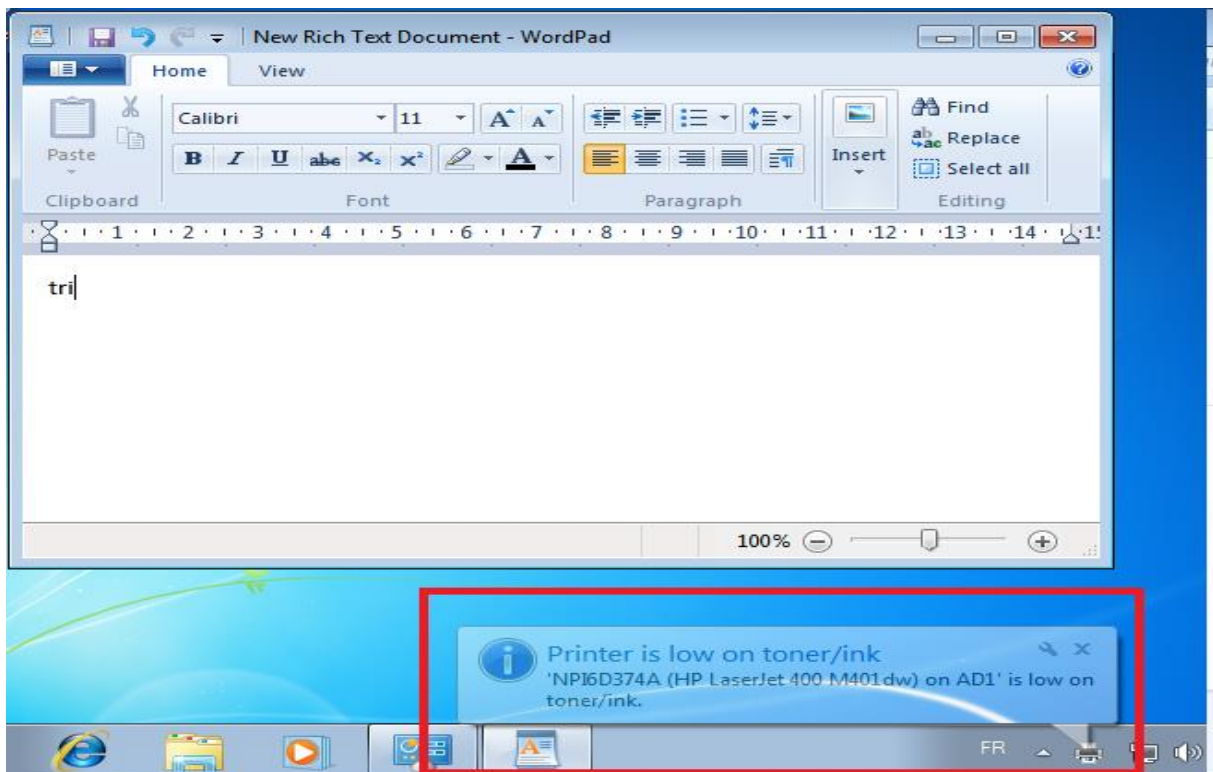 New Rich Text Document - WordPad
Home View
Calibri 11 A A
Find
Replace
Select all
Paste
B I U abc X₂ x² A
Insert
Clipboard Font Paragraph Editing
1 2 3 4 5 6 7 8 9 10 11 12 13 14
tri
100%
Printer is low on toner/ink
'NPI6D374A (HP LaserJet 400 M401dw) on AD1' is low on
toner/ink.
FR